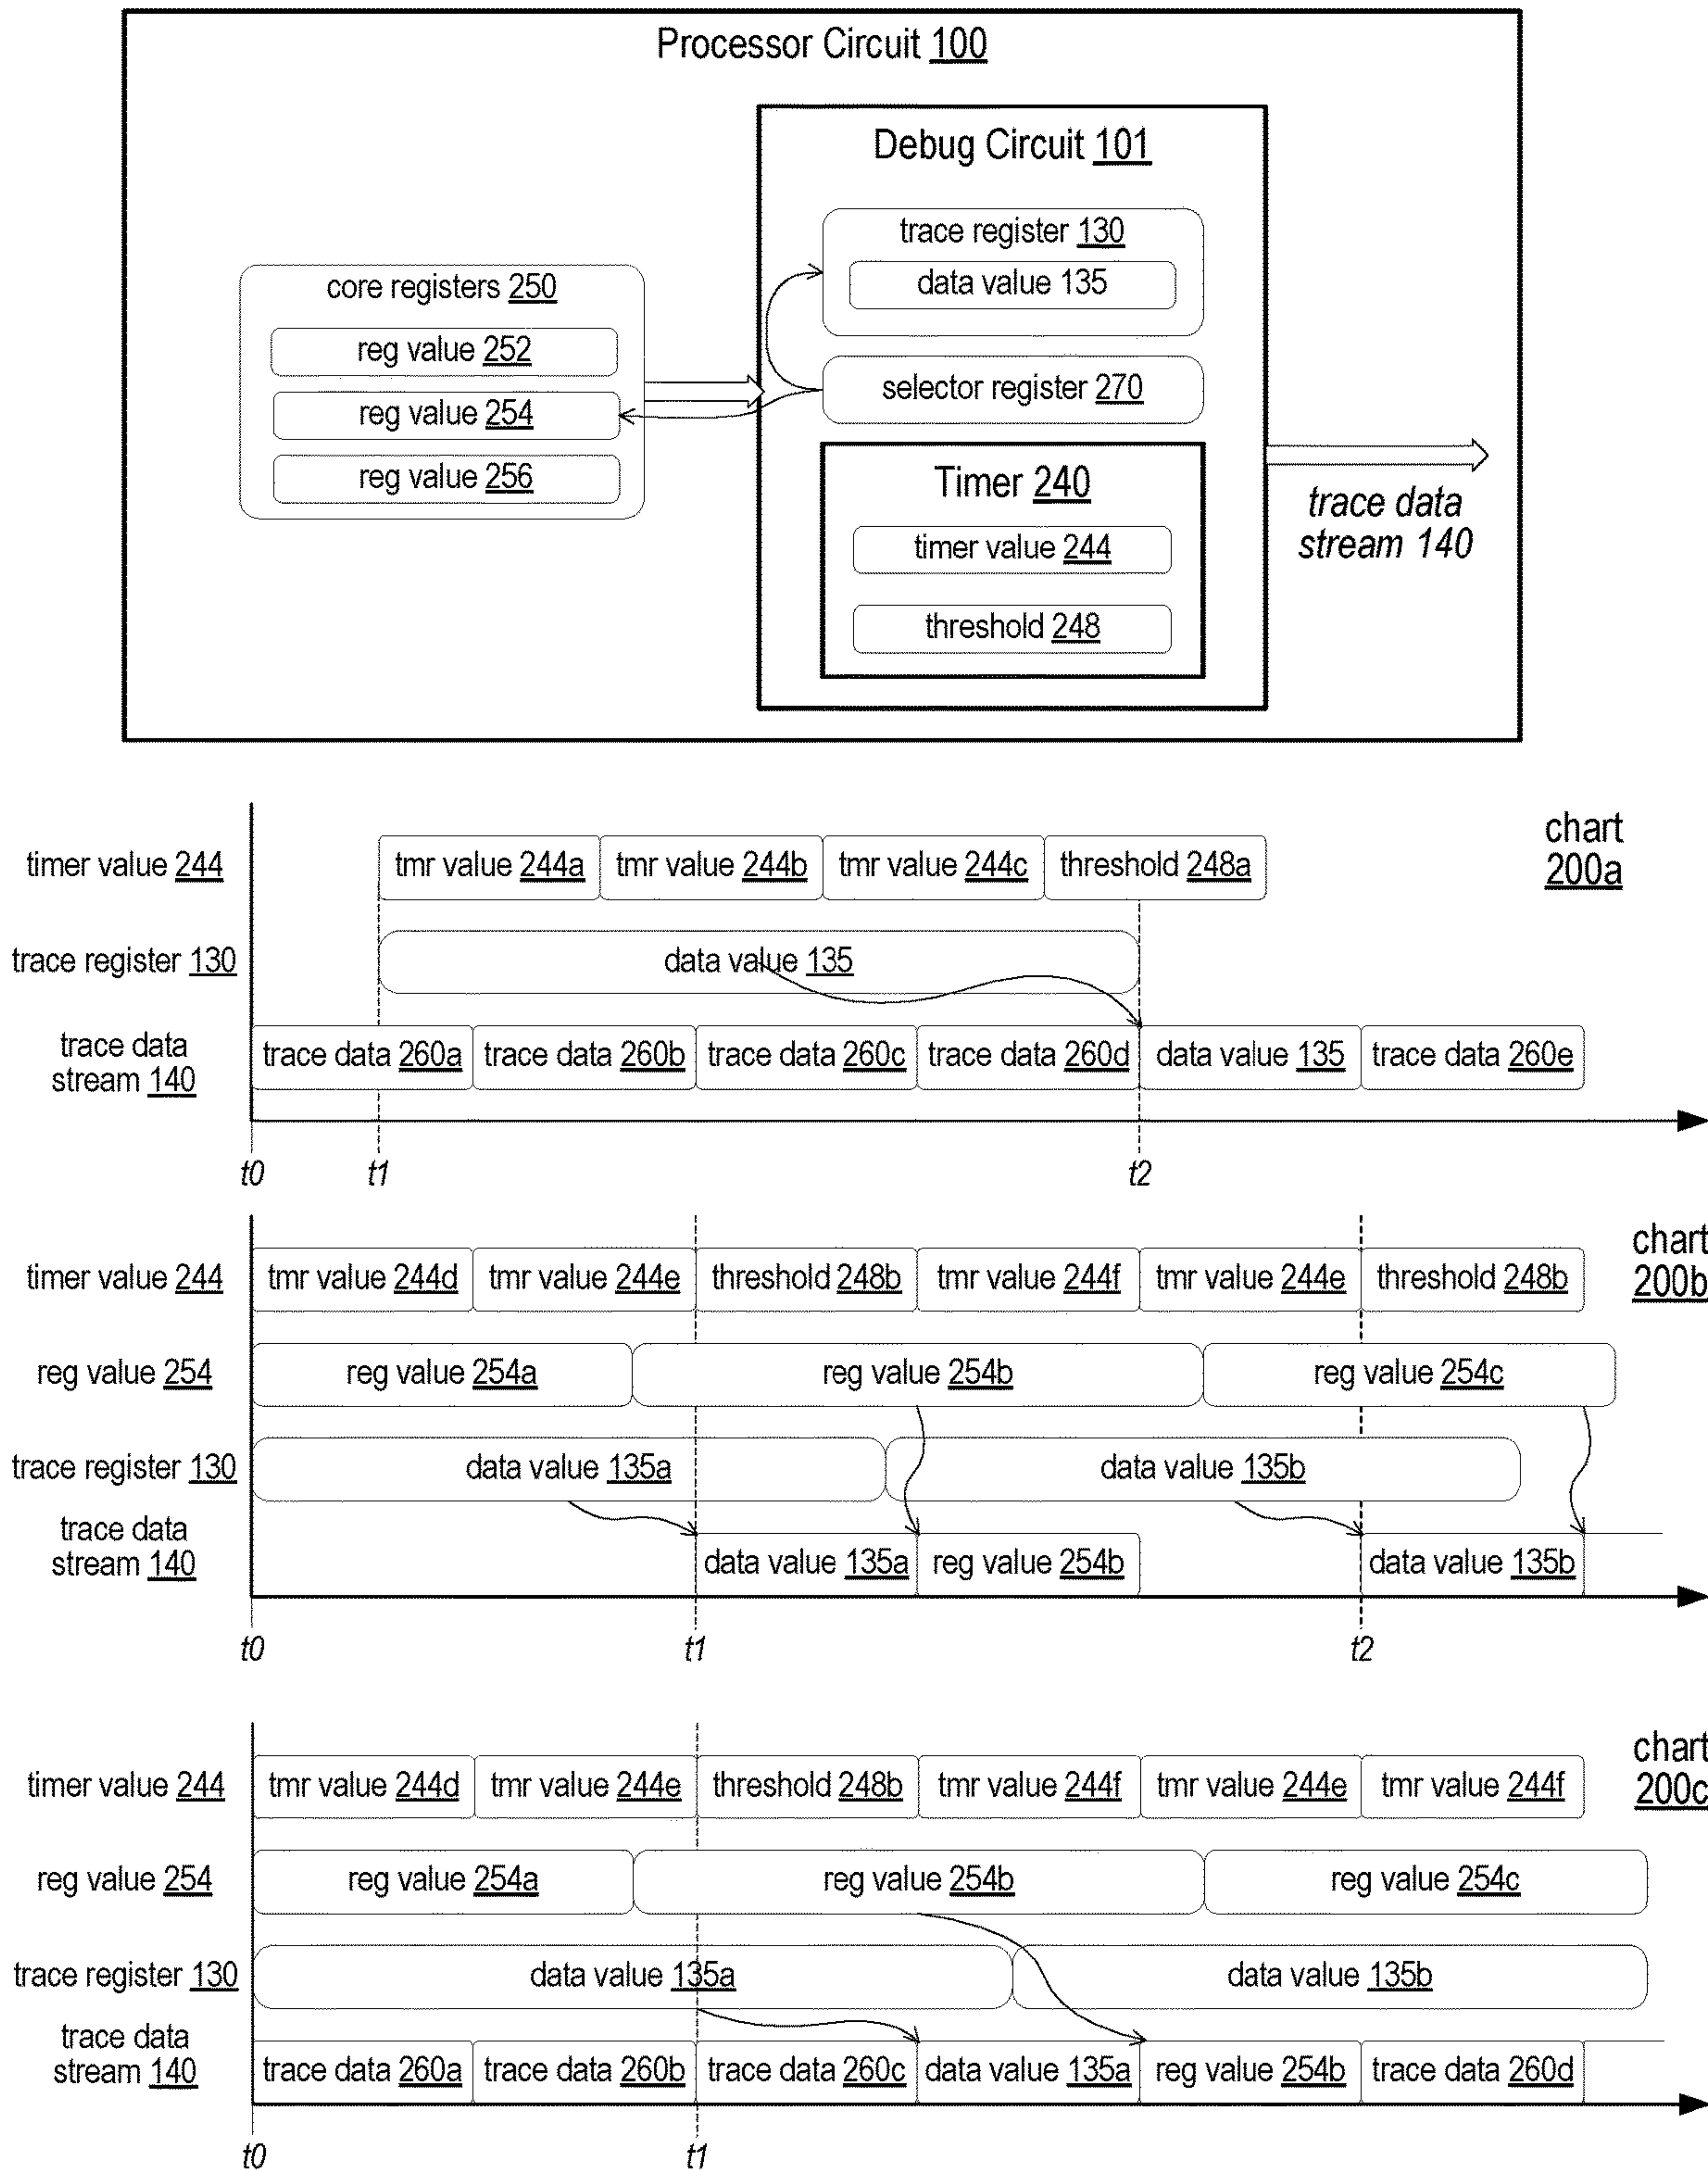 Processor Circuit 100
Debug Circuit 101
trace register 130
data value 135
core registers 250
reg value 252
reg value 254
reg value 256
selector register 270
Timer 240
timer value 244
threshold 248
trace data
stream 140
chart
200a
timer value 244
tmr value 244a
tmr value 244b
tmr value 244c
threshold 248a
trace register 130
data value 135
trace data
stream 140
trace data 260a
trace data 260b
trace data 260c
trace data 260d
data value 135
trace data 260e
t0
t1
t2
chart
200b
timer value 244
tmr value 244d
tmr value 244e
threshold 248b
tmr value 244f
tmr value 244e
threshold 248b
reg value 254
reg value 254a
reg value 254b
reg value 254c
trace register 130
data value 135a
data value 135b
trace data
stream 140
data value 135a
reg value 254b
data value 135b
t0
t1
t2
chart
200c
timer value 244
tmr value 244d
tmr value 244e
threshold 248b
tmr value 244f
tmr value 244e
tmr value 244f
reg value 254
reg value 254a
reg value 254b
reg value 254c
trace register 130
data value 135a
data value 135b
trace data
stream 140
trace data 260a
trace data 260b
trace data 260c
data value 135a
reg value 254b
trace data 260d
t0
t1